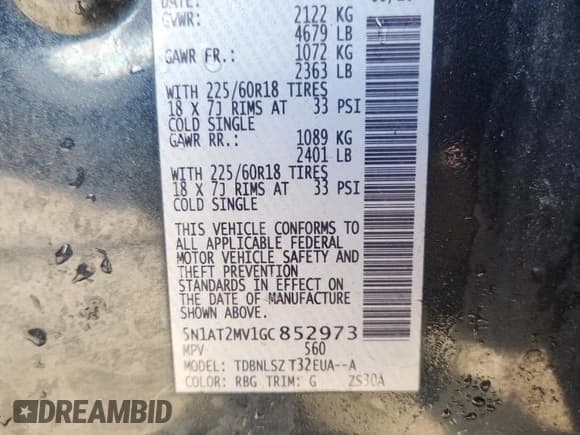 DATE:
GVWR: 2122 KG
4679 LB
GAWR FR.: 1072 KG
2363 LB
WITH 225/60R18 TIRES
18 X 7J RIMS AT 33 PSI
COLD SINGLE
GAWR RR.: 1089 KG
2401 LB
WITH 225/60R18 TIRES
18 X 7J RIMS AT 33 PSI
COLD SINGLE
THIS VEHICLE CONFORMS TO
ALL APPLICABLE FEDERAL
MOTOR VEHICLE SAFETY AND
THEFT PREVENTION
STANDARDS IN EFFECT ON
THE DATE OF MANUFACTURE
SHOWN ABOVE.
5N1AT2MV1GC852973
MPV 560
MODEL: TDBNLSZ T32EUA--A
COLOR: RBG TRIM: G ZS30A
DREAMBID